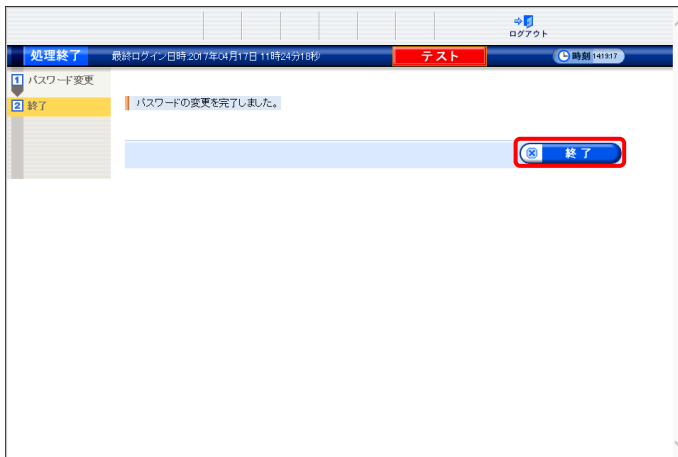 ログアウト
処理終了 最終ログイン日時:2017年04月17日 11時24分18秒 テスト 時刻 14:19:17
1 パスワード変更
2 終了
パスワードの変更を完了しました。
終了